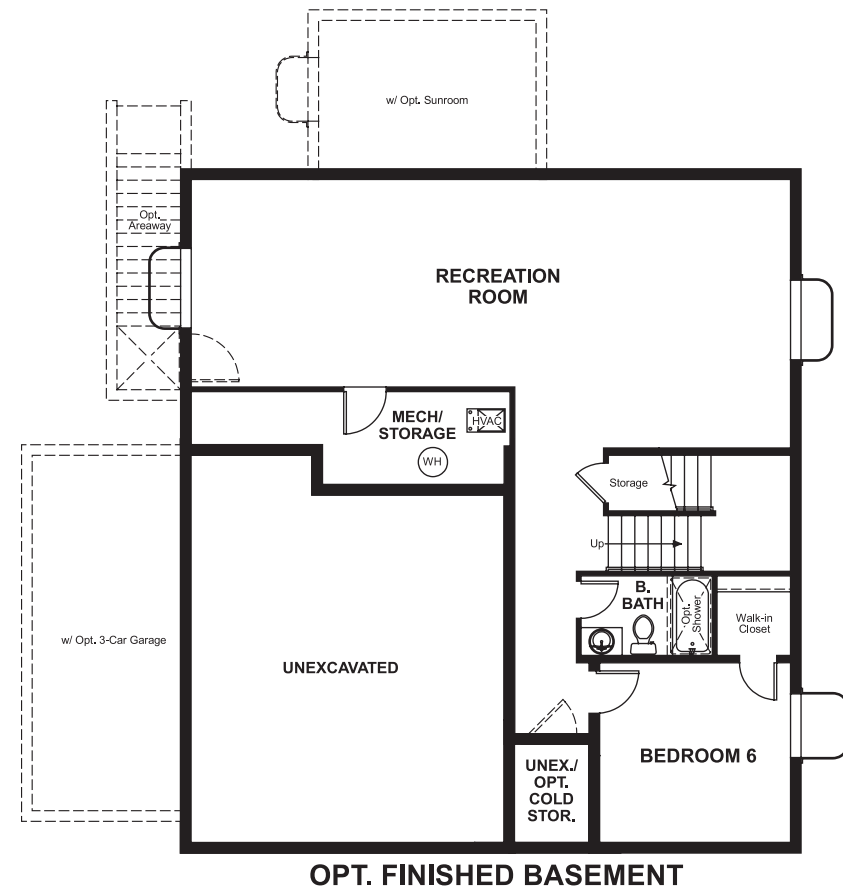 w/ Opt. Sunroom
Opt.
Areaway
RECREATION
ROOM
MECH/
STORAGE
HVAC
WH
Storage
Up
B.
BATH
Opt.
Shower
Walk-in
Closet
w/ Opt. 3-Car Garage
UNEXCAVATED
BEDROOM 6
UNEX./
OPT.
COLD
STOR.
OPT. FINISHED BASEMENT